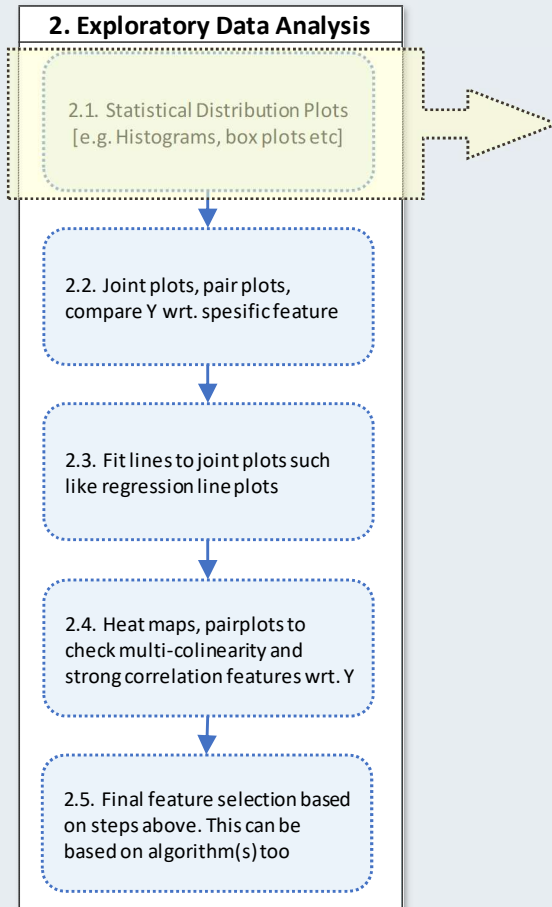 2. Exploratory Data Analysis
2.1. Statistical Distribution Plots
[e.g. Histograms, box plots etc]
2.2. Joint plots, pair plots,
compare Y wrt. spesific feature
2.3. Fit lines to joint plots such
like regression line plots
2.4. Heat maps, pairplots to
check multi-colinearity and
strong correlation features wrt. Y
2.5. Final feature selection based
on steps above. This can be
based on algorithm(s) too